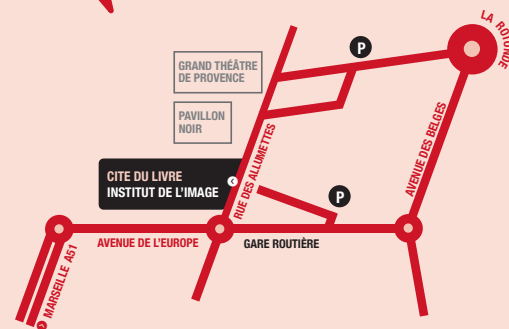 LA ROTONDE
P
GRAND THÉÂTRE
DE PROVENCE
PAVILLON
NOIR
RUE DES ALLUMETTES
AVENUE DES BELGES
CITE DU LIVRE
INSTITUT DE L'IMAGE
P
AVENUE DE L'EUROPE
GARE ROUTIÈRE
MARSEILLE A51